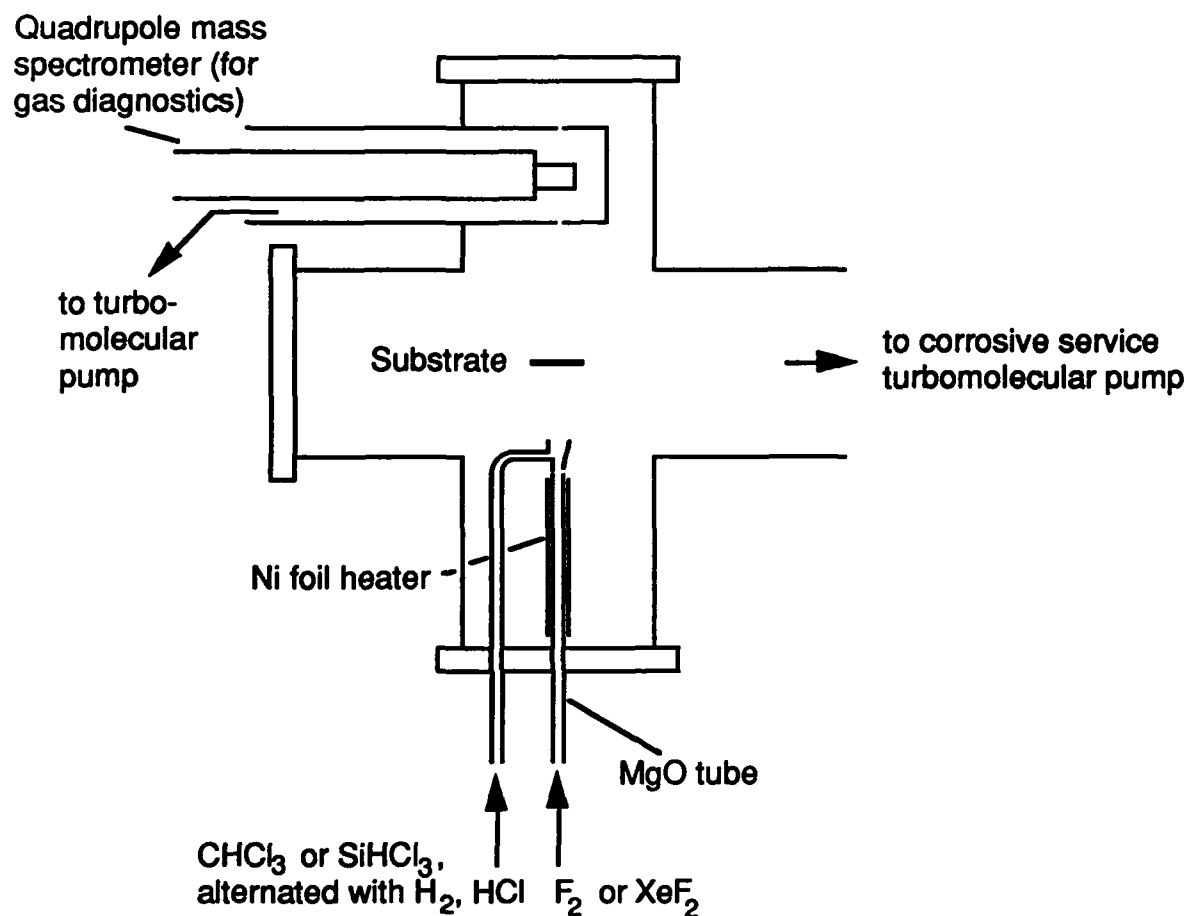 Quadrupole mass
spectrometer (for
gas diagnostics)
to turbo-
molecular
pump
Substrate
to corrosive service
turbomolecular pump
Ni foil heater
MgO tube
CHCl₃ or SiHCl₃,
alternated with H₂, HCl
F₂ or XeF₂